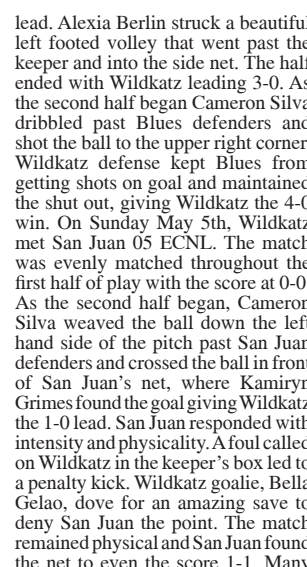 lead. Alexia Berlin struck a beautiful
left footed volley that went past the
keeper and into the side net. The half
ended with Wildkatz leading 3-0. As
the second half began Cameron Silva
dribbled past Blues defenders and
shot the ball to the upper right corner.
Wildkatz defense kept Blues from
getting shots on goal and maintained
the shut out, giving Wildkatz the 4-0
win. On Sunday May 5th, Wildkatz
met San Juan 05 ECNL. The match
was evenly matched throughout the
first half of play with the score at 0-0.
As the second half began, Cameron
Silva weaved the ball down the left
hand side of the pitch past San Juan
defenders and crossed the ball in front
of San Juan's net, where Kamiryn
Grimes found the goal giving Wildkatz
the 1-0 lead. San Juan responded with
intensity and physicality. A foul called
on Wildkatz in the keeper's box led to
a penalty kick. Wildkatz goalie, Bella
Gelao, dove for an amazing save to
deny San Juan the point. The match
remained physical and San Juan found
the net to even the score 1-1. Many